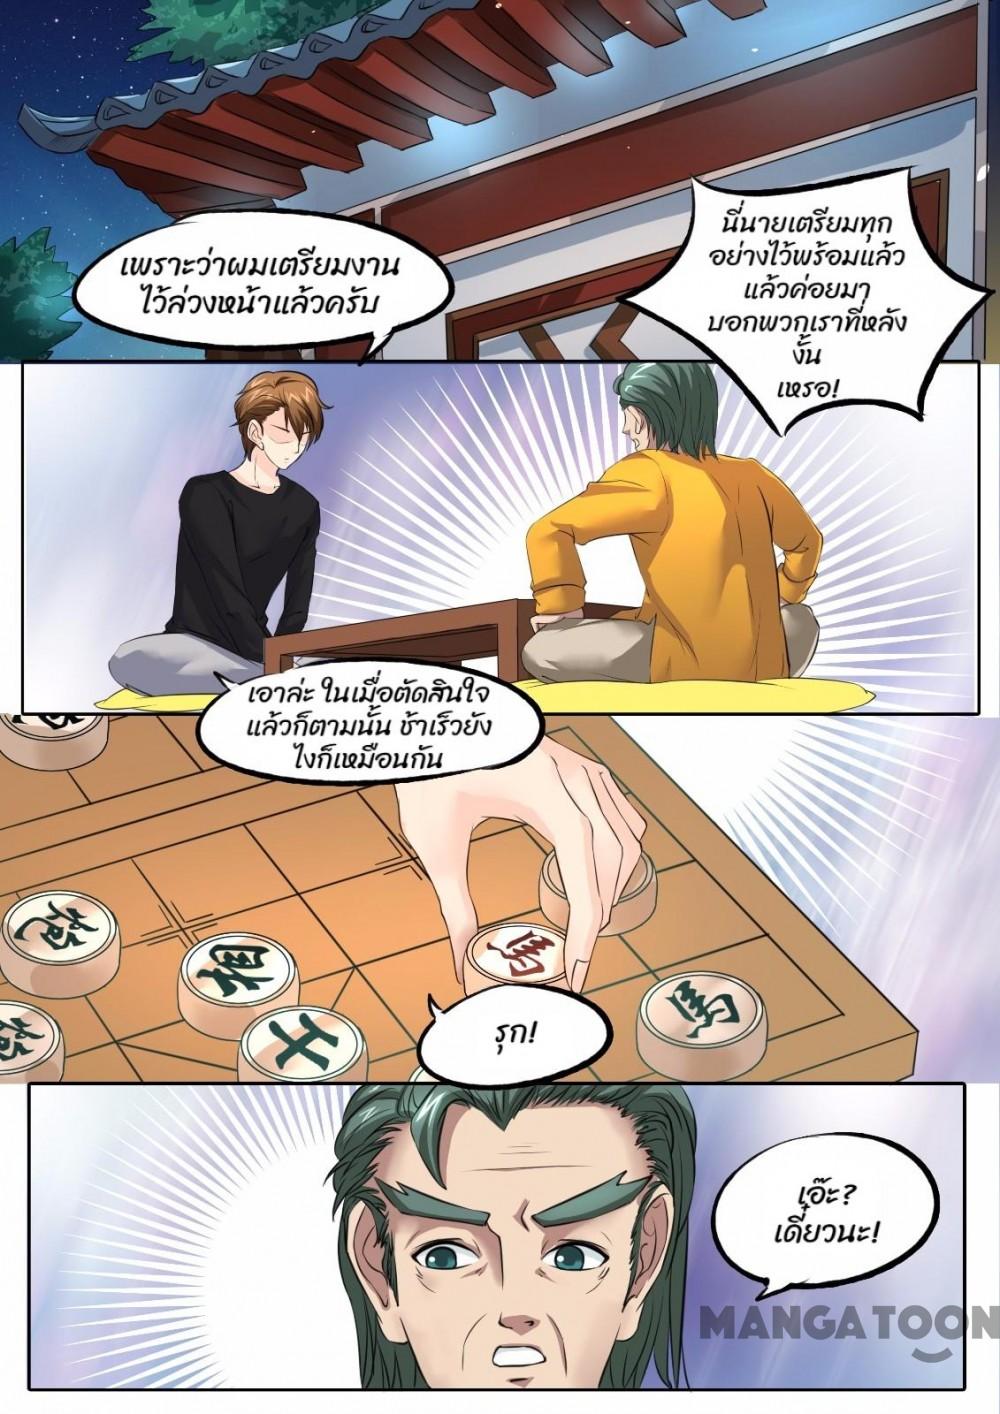 เพราะว่าผมเตรียมงาน
ไว้ล่วงหน้าแล้วครับ
นี่นายเตรียมทุก
อย่างไว้พร้อมแล้ว
แล้วค่อยมา
บอกพวกเราที่หลัง
งั้น
เหรอ!
เอาล่ะ ในเมื่อตัดสินใจ
แล้วก็ตามนั้น ช้าเร็วยัง
ไงก็เหมือนกัน
炮
相
馬
馬
炮
รุก!
เอ๊ะ?
เดี๋ยวนะ!
MANGATOON